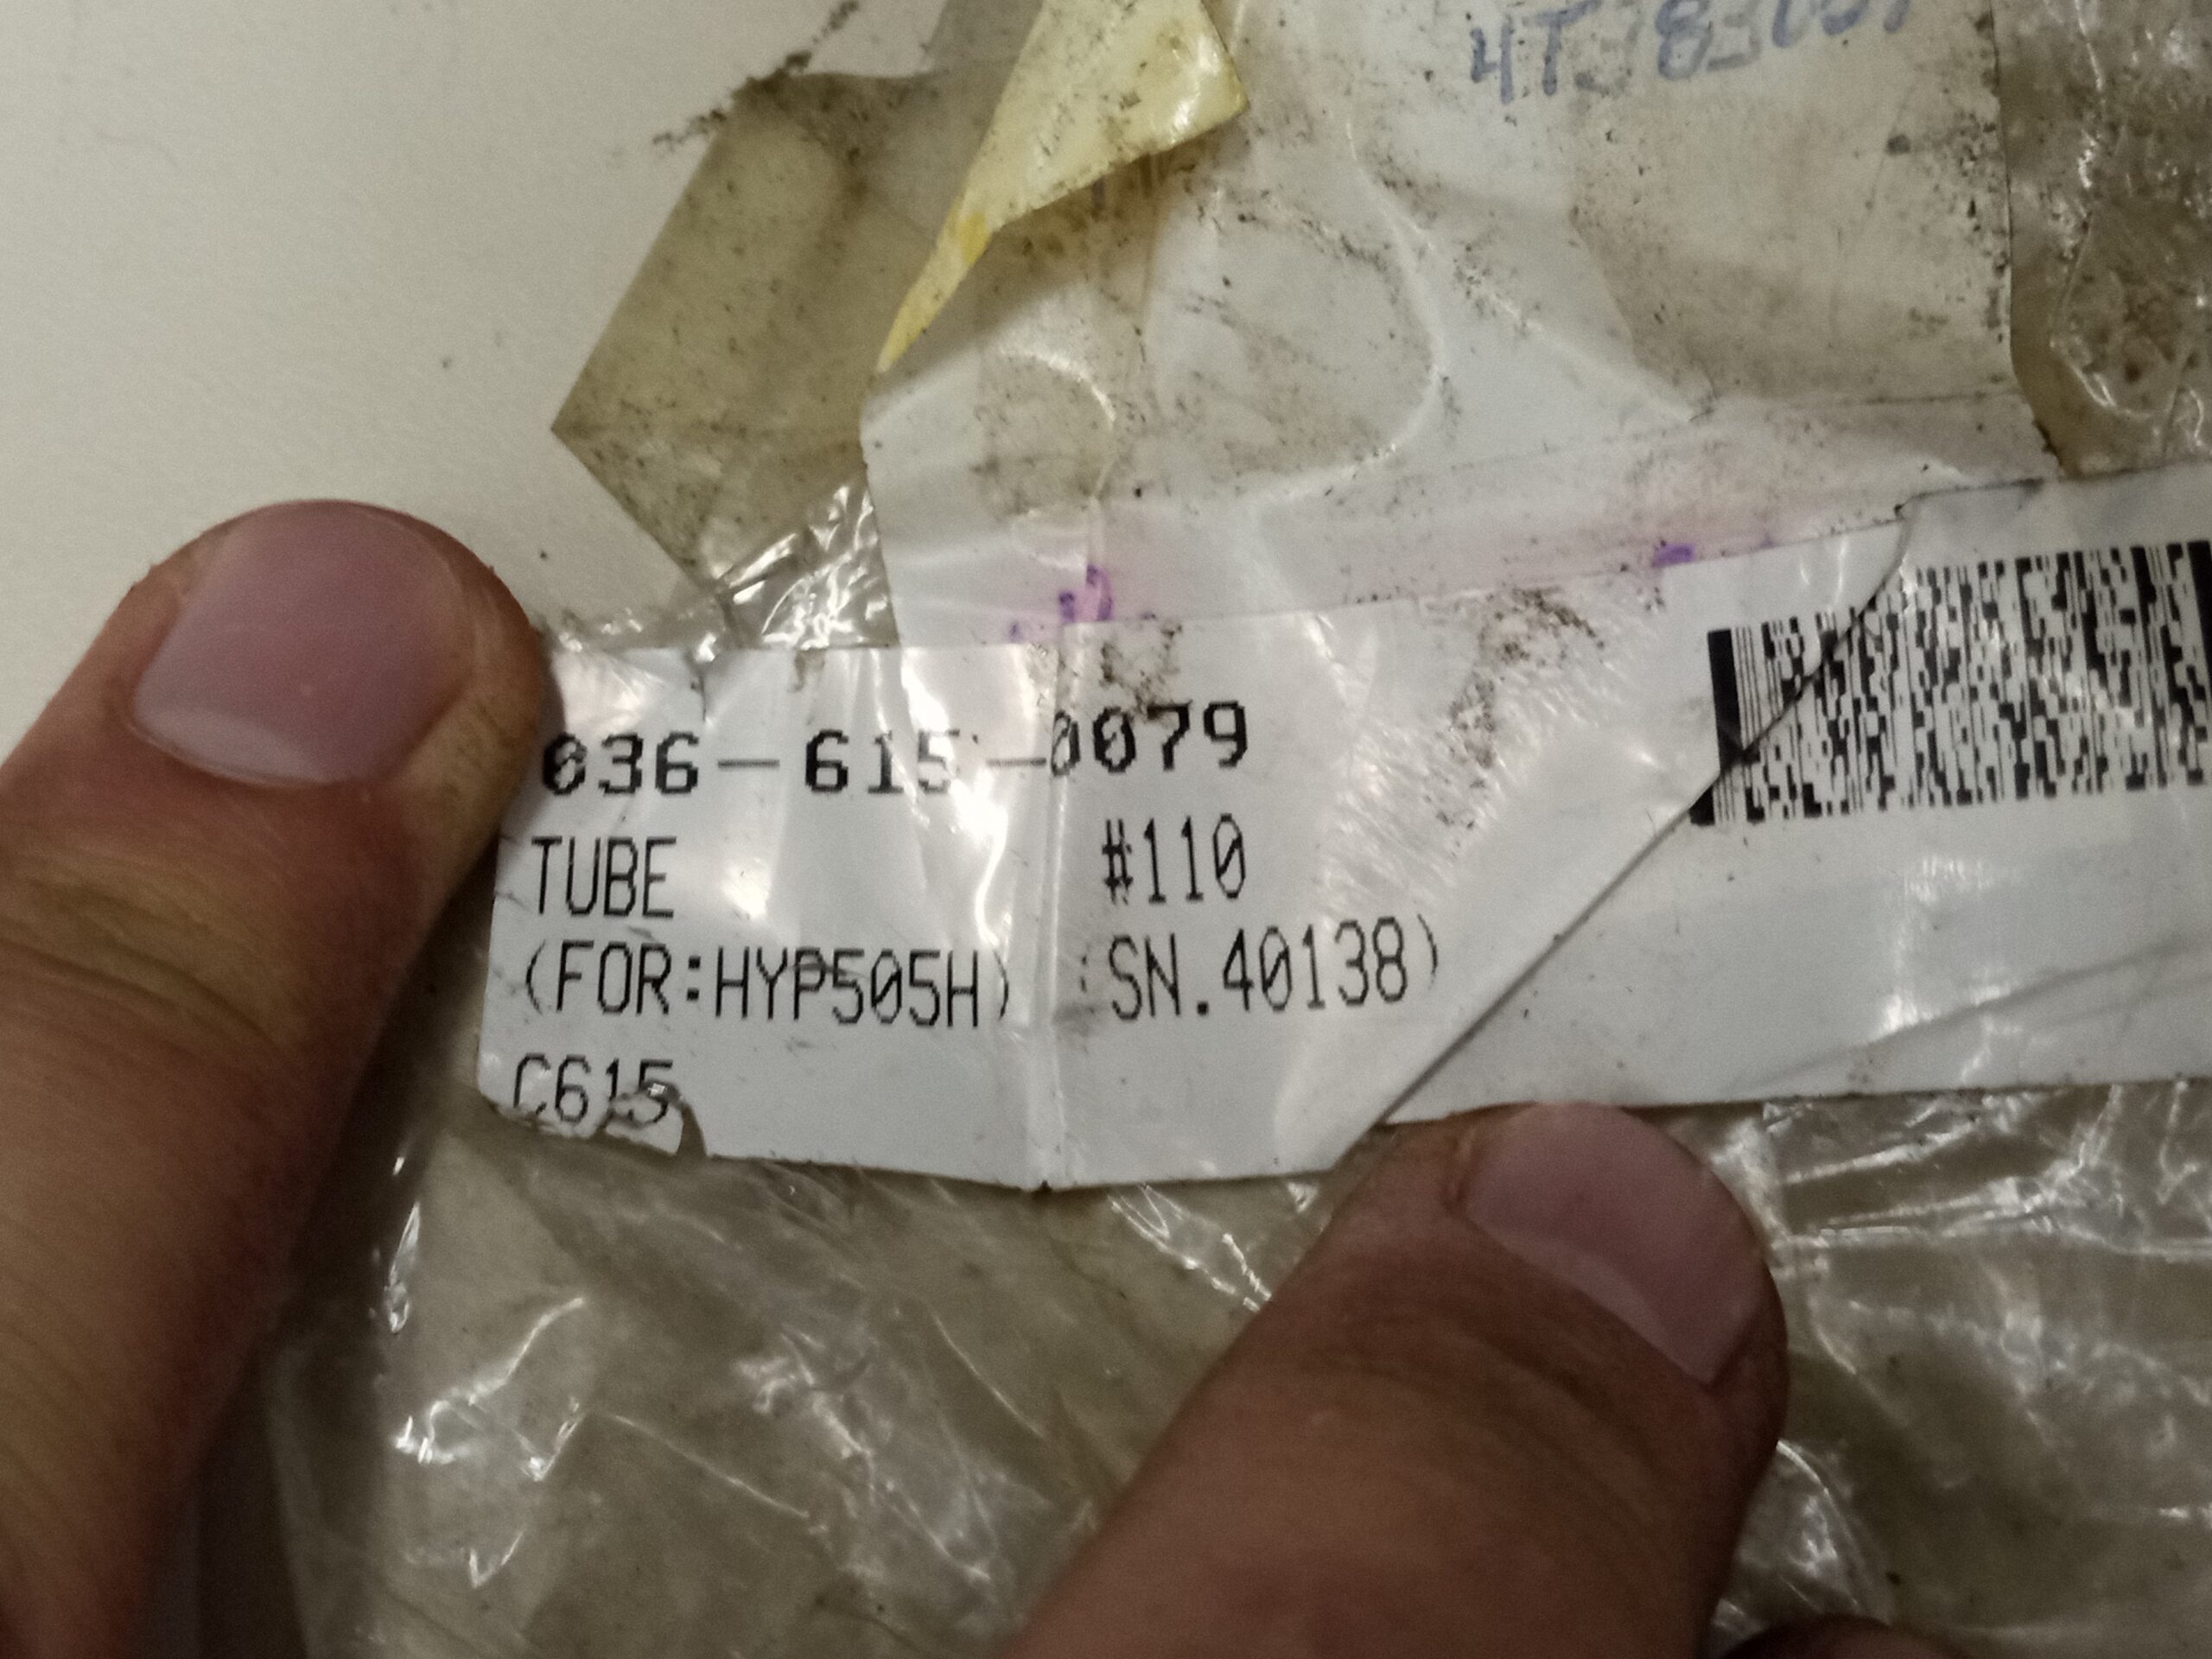 036-615-0079
TUBE #110
(FOR:HYP505H) (SN.40138)
C615